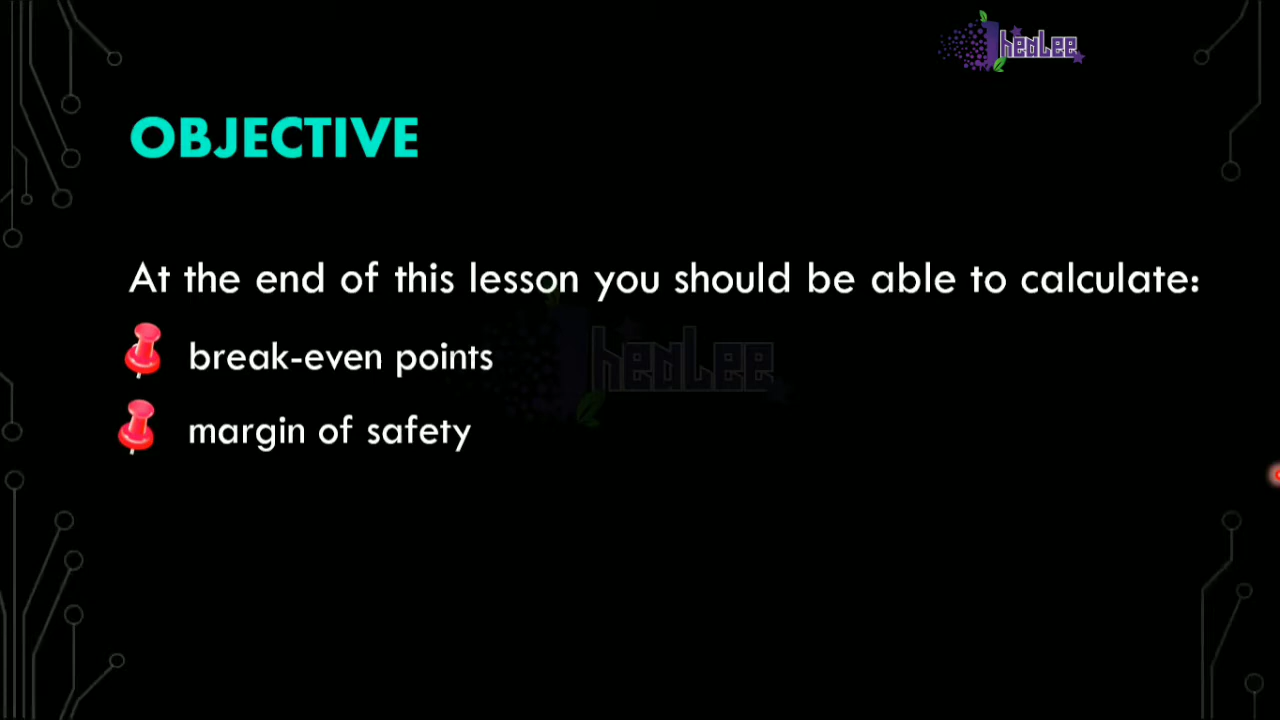 JheaLee
OBJECTIVE
At the end of this lesson you should be able to calculate:
break-even points
margin of safety